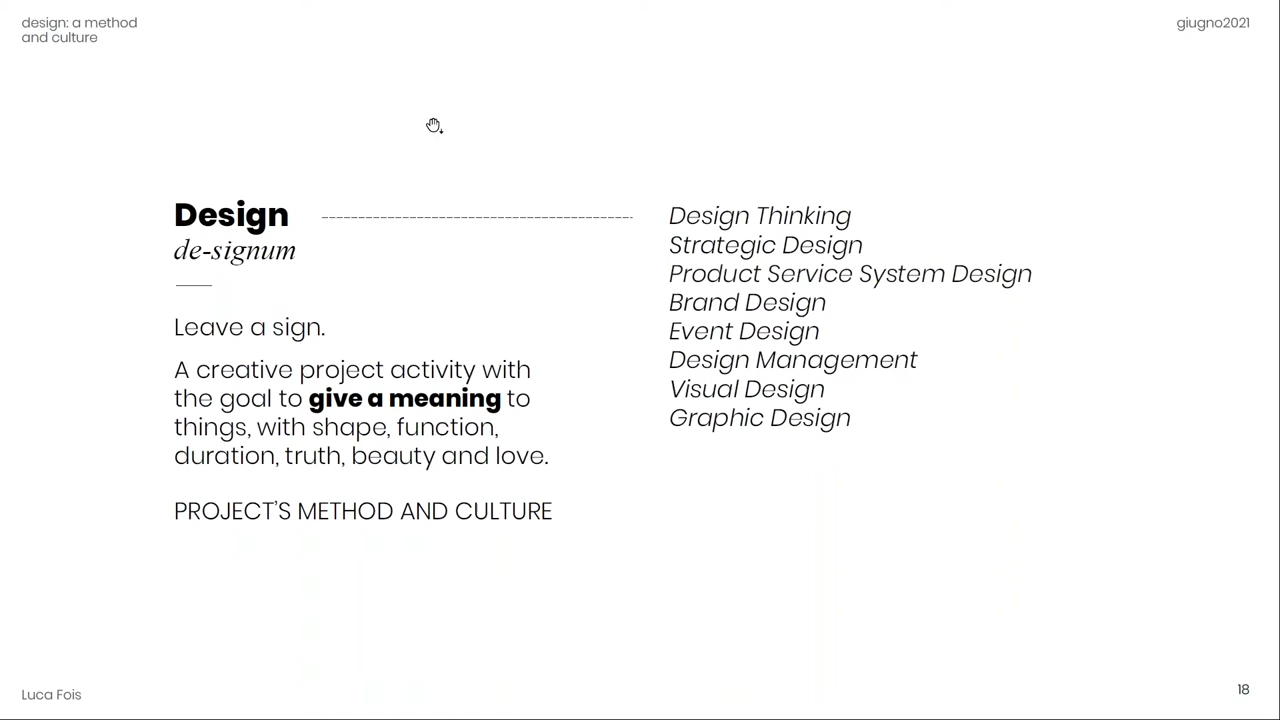 design: a method
and culture
giugno2021
Design
de-signum
Leave a sign.
A creative project activity with
the goal to give a meaning to
things, with shape, function,
duration, truth, beauty and love.
PROJECT'S METHOD AND CULTURE
Design Thinking
Strategic Design
Product Service System Design
Brand Design
Event Design
Design Management
Visual Design
Graphic Design
Luca Fois
18